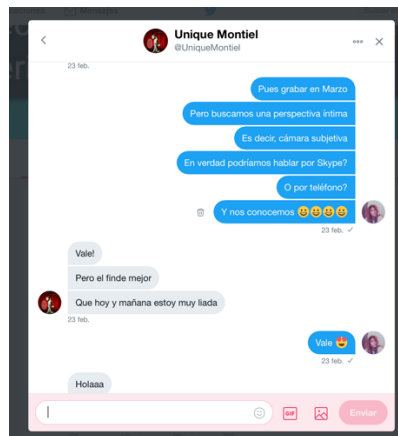 Unique Montiel
@UniqueMontiel
23 feb.
Pues grabar en Marzo
Pero buscamos una perspectiva íntima
Es decir, cámara subjetiva
En verdad podríamos hablar por Skype?
O por teléfono?
Y nos conocemos 😃😃😃😃
23 feb. ✓
Vale!
Pero el finde mejor
Que hoy y mañana estoy muy liada
23 feb.
Vale 😍
23 feb. ✓
Holaaa
GIF
Enviar